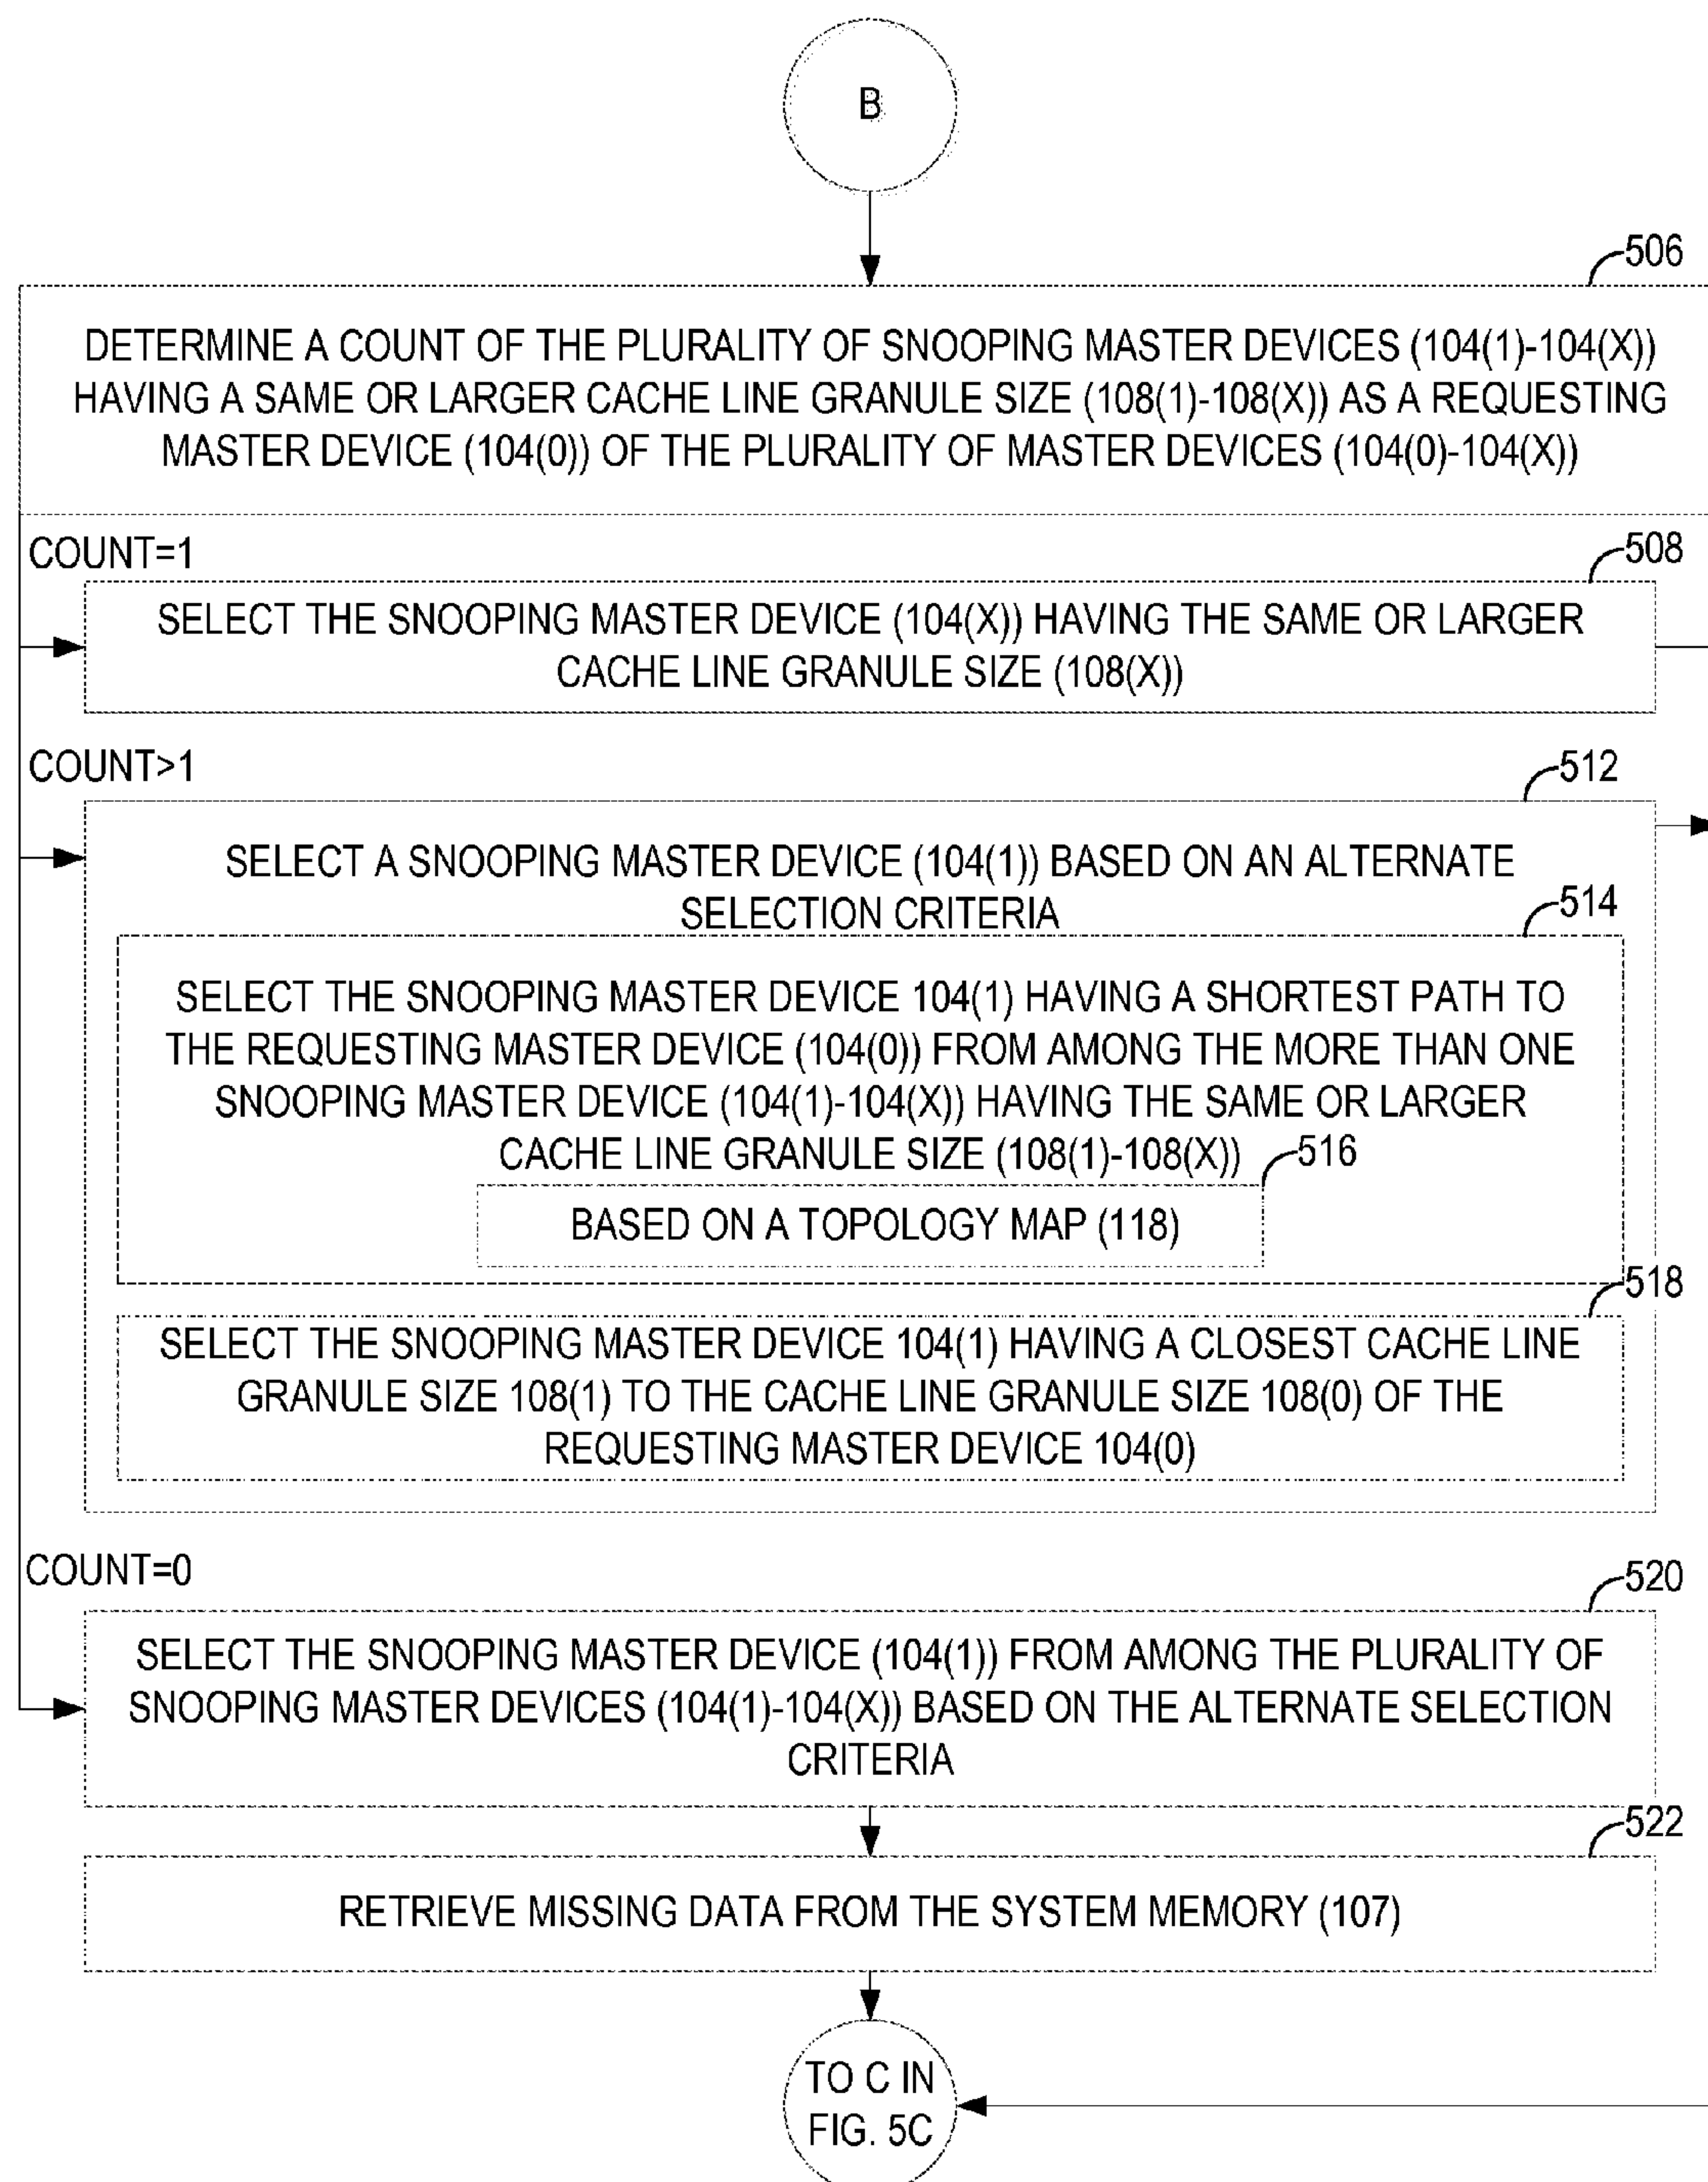 B
506
DETERMINE A COUNT OF THE PLURALITY OF SNOOPING MASTER DEVICES (104(1)-104(X))
HAVING A SAME OR LARGER CACHE LINE GRANULE SIZE (108(1)-108(X)) AS A REQUESTING
MASTER DEVICE (104(0)) OF THE PLURALITY OF MASTER DEVICES (104(0)-104(X))
COUNT=1
508
SELECT THE SNOOPING MASTER DEVICE (104(X)) HAVING THE SAME OR LARGER
CACHE LINE GRANULE SIZE (108(X))
COUNT>1
512
SELECT A SNOOPING MASTER DEVICE (104(1)) BASED ON AN ALTERNATE
SELECTION CRITERIA
514
SELECT THE SNOOPING MASTER DEVICE 104(1) HAVING A SHORTEST PATH TO
THE REQUESTING MASTER DEVICE (104(0)) FROM AMONG THE MORE THAN ONE
SNOOPING MASTER DEVICE (104(1)-104(X)) HAVING THE SAME OR LARGER
CACHE LINE GRANULE SIZE (108(1)-108(X))
516
BASED ON A TOPOLOGY MAP (118)
518
SELECT THE SNOOPING MASTER DEVICE 104(1) HAVING A CLOSEST CACHE LINE
GRANULE SIZE 108(1) TO THE CACHE LINE GRANULE SIZE 108(0) OF THE
REQUESTING MASTER DEVICE 104(0)
COUNT=0
520
SELECT THE SNOOPING MASTER DEVICE (104(1)) FROM AMONG THE PLURALITY OF
SNOOPING MASTER DEVICES (104(1)-104(X)) BASED ON THE ALTERNATE SELECTION
CRITERIA
522
RETRIEVE MISSING DATA FROM THE SYSTEM MEMORY (107)
TO C IN
FIG. 5C